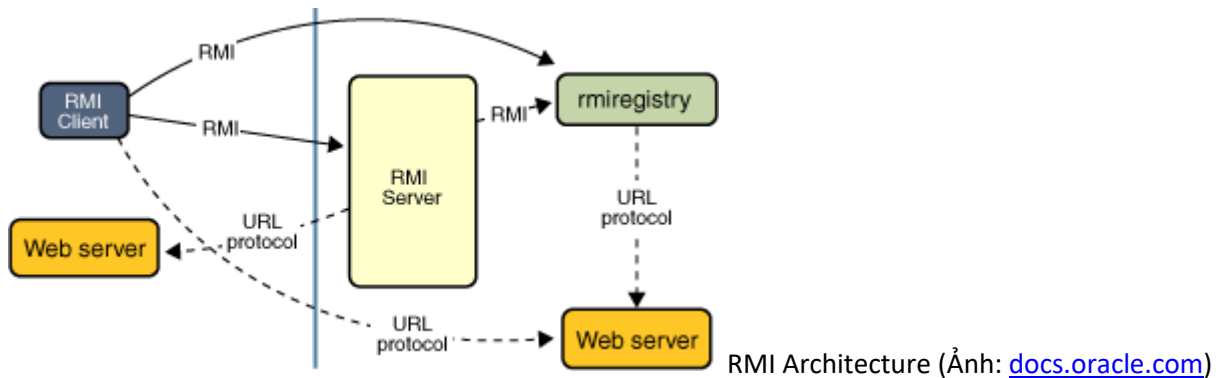 RMI
RMI
Client
RMI
rmiregistry
RMI
RMI
Server
URL
protocol
URL
protocol
Web server
URL
protocol
Web server
RMI Architecture (Ảnh: docs.oracle.com)